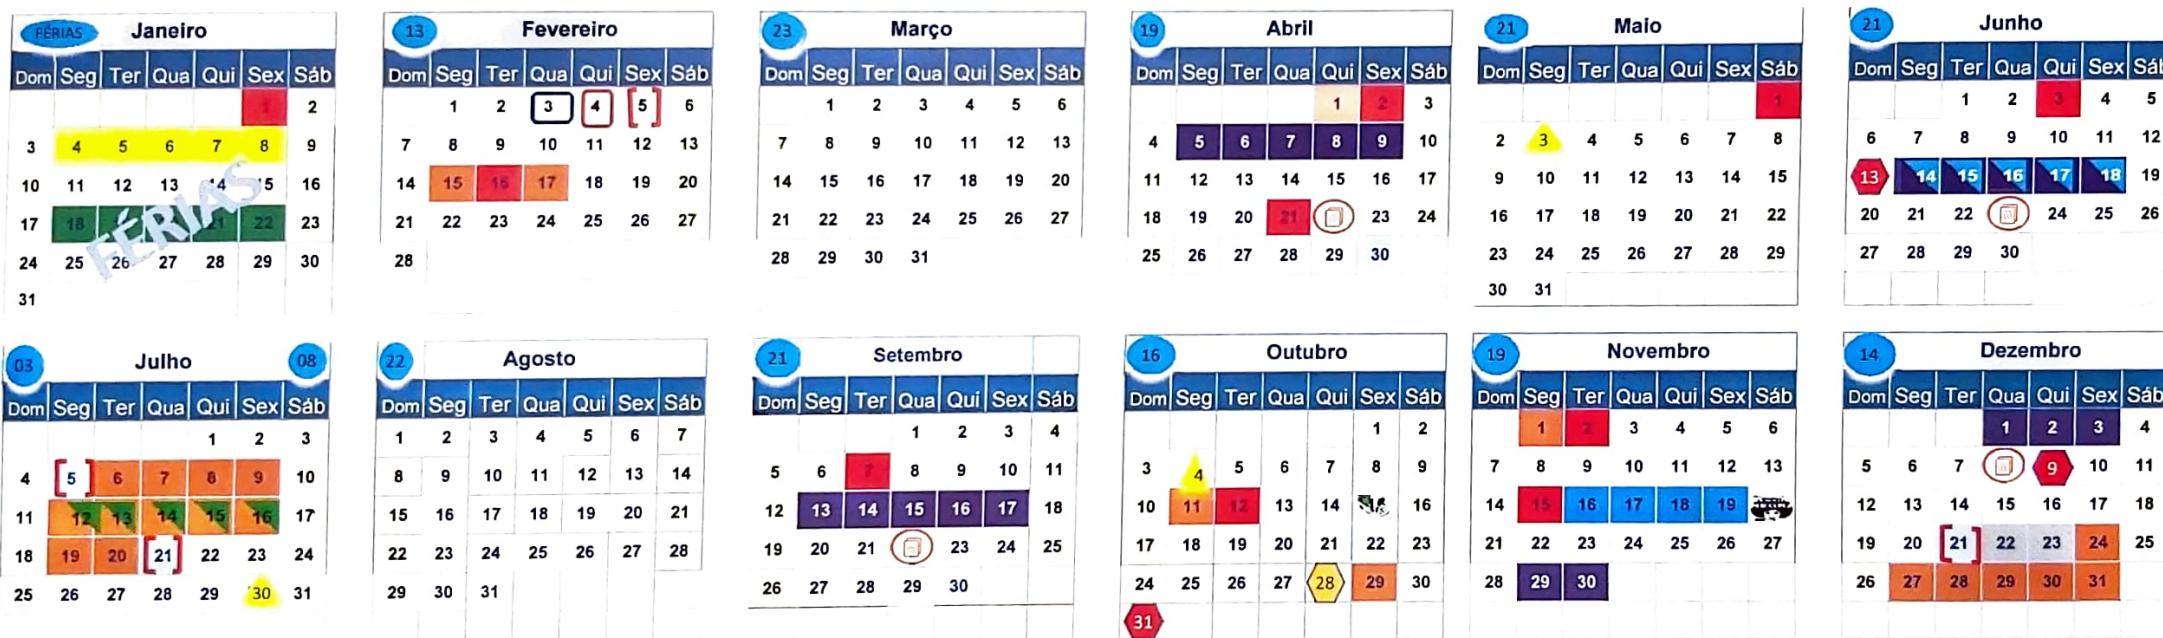 FÉRIAS Janeiro
Dom Seg Ter Qua Qui Sex Sáb
1 2
3 4 5 6 7 8 9
10 11 12 13 14 15 16
17 18 21 22 23
24 25 26 27 28 29 30
31
FÉRIAS
13 Fevereiro
Dom Seg Ter Qua Qui Sex Sáb
1 2 3 4 5 6
7 8 9 10 11 12 13
14 15 16 17 18 19 20
21 22 23 24 25 26 27
28
23 Março
Dom Seg Ter Qua Qui Sex Sáb
1 2 3 4 5 6
7 8 9 10 11 12 13
14 15 16 17 18 19 20
21 22 23 24 25 26 27
28 29 30 31
19 Abril
Dom Seg Ter Qua Qui Sex Sáb
1 2 3
4 5 6 7 8 9 10
11 12 13 14 15 16 17
18 19 20 21 23 24
25 26 27 28 29 30
21 Maio
Dom Seg Ter Qua Qui Sex Sáb
1
2 3 4 5 6 7 8
9 10 11 12 13 14 15
16 17 18 19 20 21 22
23 24 25 26 27 28 29
30 31
21 Junho
Dom Seg Ter Qua Qui Sex Sáb
1 2 3 4 5
6 7 8 9 10 11 12
13 14 15 16 17 18 19
20 21 22 24 25 26
27 28 29 30
03 Julho 08
Dom Seg Ter Qua Qui Sex Sáb
1 2 3
4 [5] 6 7 8 9 10
11 12 13 14 15 16 17
18 19 20 [21] 22 23 24
25 26 27 28 29 30 31
22 Agosto
Dom Seg Ter Qua Qui Sex Sáb
1 2 3 4 5 6 7
8 9 10 11 12 13 14
15 16 17 18 19 20 21
22 23 24 25 26 27 28
29 30 31
21 Setembro
Dom Seg Ter Qua Qui Sex Sáb
1 2 3 4
5 6 7 8 9 10 11
12 13 14 15 16 17 18
19 20 21 23 24 25
26 27 28 29 30
16 Outubro
Dom Seg Ter Qua Qui Sex Sáb
1 2
3 4 5 6 7 8 9
10 11 12 13 14 16
17 18 19 20 21 22 23
24 25 26 27 28 29 30
31
19 Novembro
Dom Seg Ter Qua Qui Sex Sáb
1 2 3 4 5 6
7 8 9 10 11 12 13
14 15 16 17 18 19
21 22 23 24 25 26 27
28 29 30
14 Dezembro
Dom Seg Ter Qua Qui Sex Sáb
1 2 3 4
5 6 7 9 10 11
12 13 14 15 16 17 18
19 20 [21] 22 23 24 25
26 27 28 29 30 31